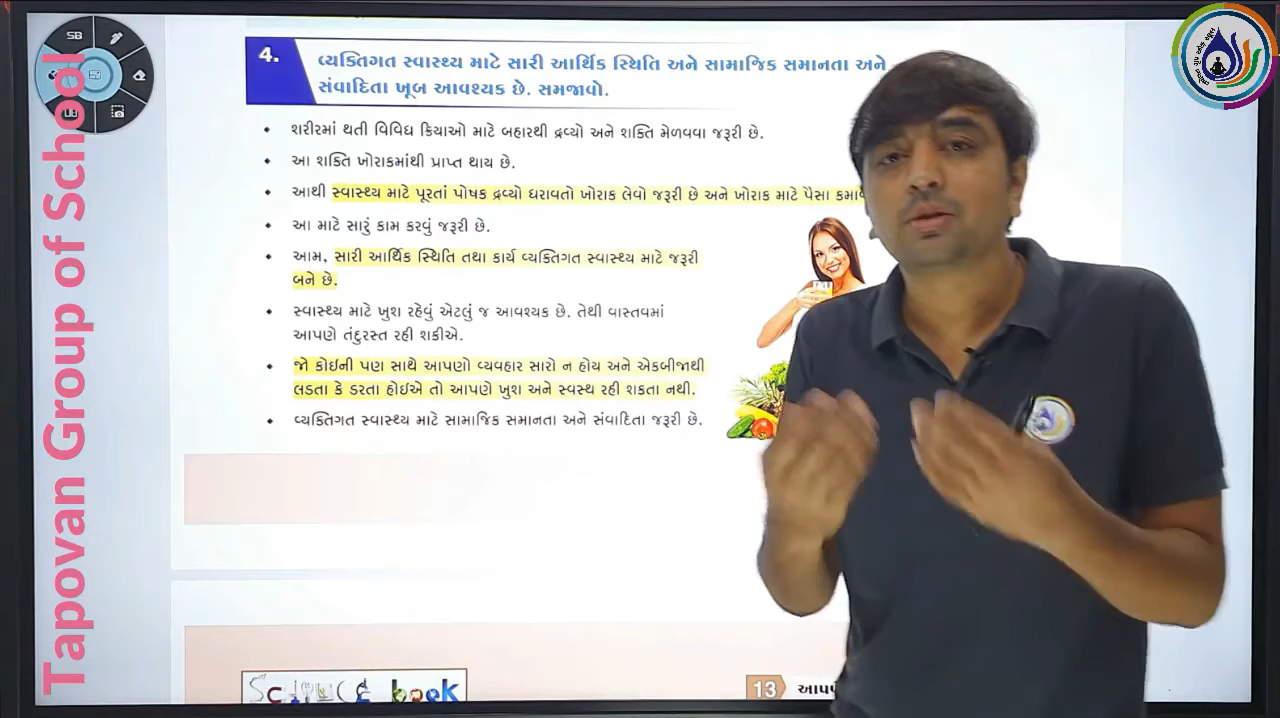 SB
Tapovan Group of School
4.
વ્યક્તિગત સ્વાસ્થ્ય માટે સારી આર્થિક સ્થિતિ અને સામાજિક સમાનતા અને
સંવાદિતા ખૂબ આવશ્યક છે. સમજાવો.
• શરીરમાં થતી વિવિધ ક્રિયાઓ માટે બહારથી દ્રવ્યો અને શક્તિ મેળવવા જરૂરી છે.
• આ શક્તિ ખોરાકમાંથી પ્રાપ્ત થાય છે.
• આથી સ્વાસ્થ્ય માટે પૂરતાં પોષક દ્રવ્યો ધરાવતો ખોરાક લેવો જરૂરી છે અને ખોરાક માટે પૈસા
• આ માટે સારું કામ કરવું જરૂરી છે.
• આમ, સારી આર્થિક સ્થિતિ તથા કાર્ય વ્યક્તિગત સ્વાસ્થ્ય માટે જરૂરી
બને છે.
• સ્વાસ્થ્ય માટે ખુશ રહેવું એટલું જ આવશ્યક છે. તેથી વાસ્તવમાં
આપણે તંદુરસ્ત રહી શકીએ.
• જો કોઈની પણ સાથે આપણો વ્યવહાર સારો ન હોય અને એકબીજાથી
લડતા કે ડરતા હોઈએ તો આપણે ખુશ અને સ્વસ્થ રહી શકતા નથી.
• વ્યક્તિગત સ્વાસ્થ્ય માટે સામાજિક સમાનતા અને સંવાદિતા જરૂરી છે.
Science book
13